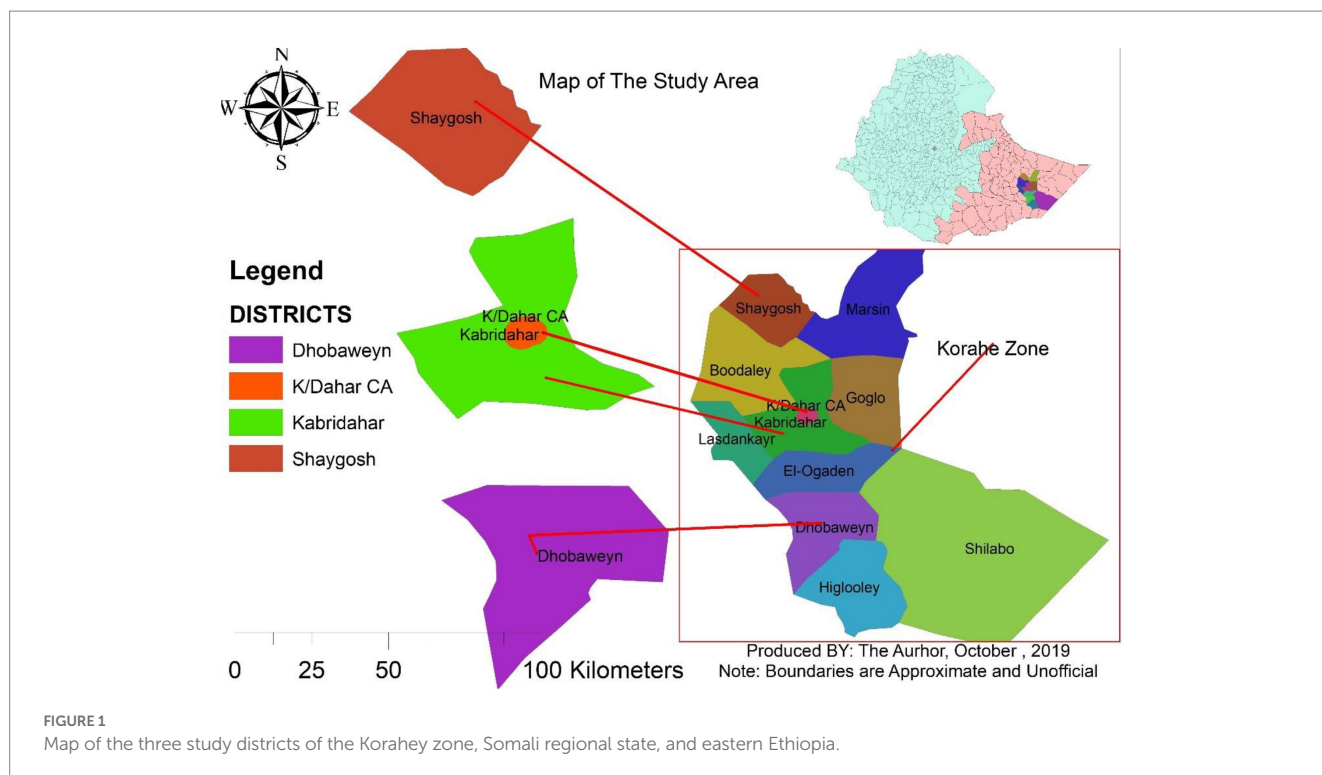 N
W
E
S
Map of The Study Area
Shaygosh
Legend
DISTRICTS
Dhobaweyn
K/Dahar CA
Kabridahar
Shaygosh
K/Dahar CA
Kabridahar
Dhobaweyn
Shaygosh
Marsin
Korahe Zone
Boodaley
Goglo
K/Dahar CA
Kabridahar
Lasdankayr
El-Ogaden
Dhobaweyn
Shilabo
Higlooley
0 25 50 100 Kilometers
Produced BY: The Aurhor, October , 2019
Note: Boundaries are Approximate and Unofficial
FIGURE 1
Map of the three study districts of the Korahey zone, Somali regional state, and eastern Ethiopia.